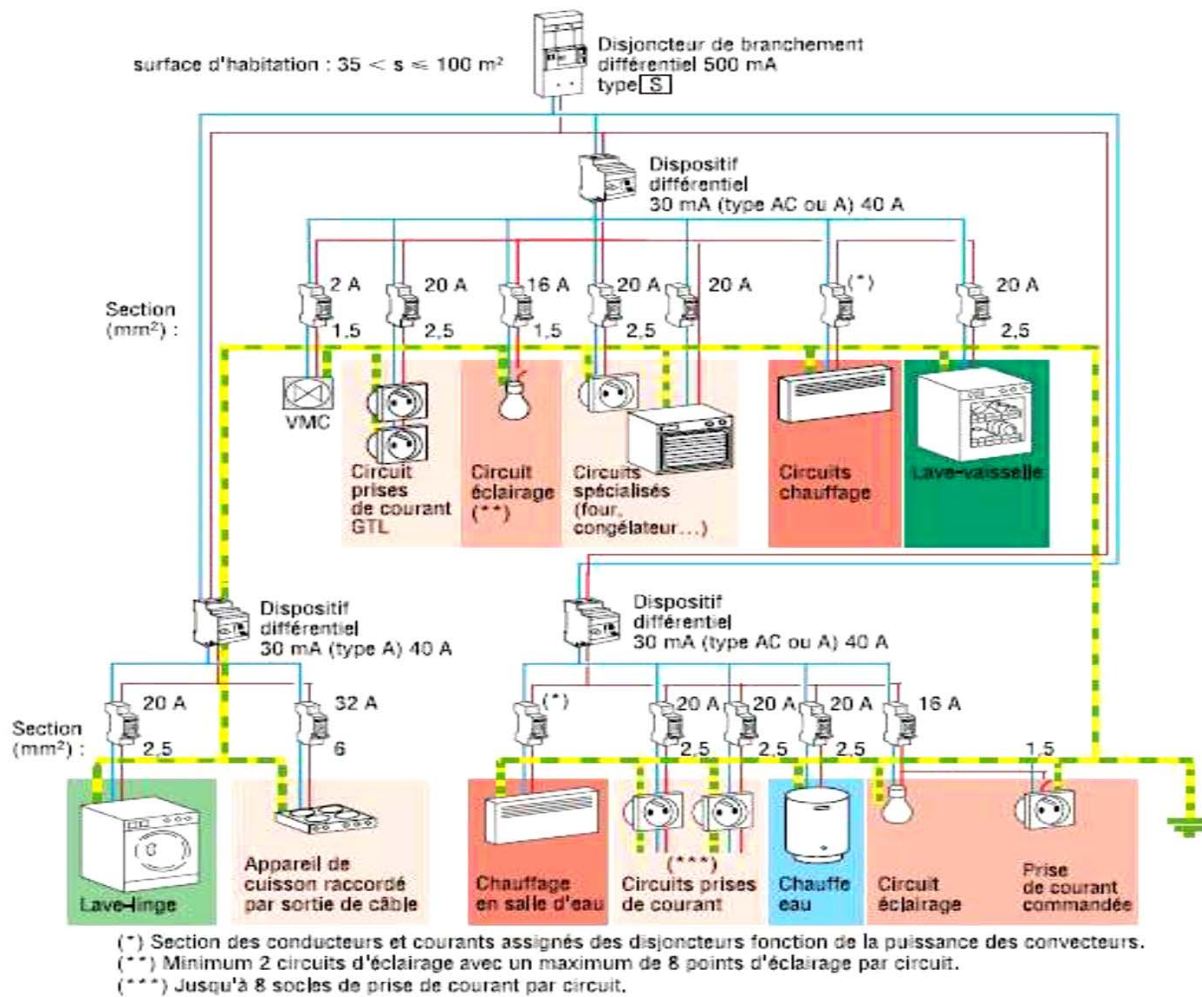 surface d'habitation : 35 < s ≤ 100 m²
Disjoncteur de branchement
différentiel 500 mA
type S
Dispositif
différentiel
30 mA (type AC ou A) 40 A
2 A
20 A
16 A
20 A
20 A
(*)
20 A
Section
(mm²) :
1,5
2,5
1,5
2,5
2,5
VMC
Circuit
prises
de courant
GTL
Circuit
éclairage
(**)
Circuits
spécialisés
(four,
congélateur...)
Circuits
chauffage
Lave-vaisselle
Dispositif
différentiel
30 mA (type A) 40 A
Dispositif
différentiel
30 mA (type AC ou A) 40 A
20 A
32 A
(*)
20 A
20 A
20 A
16 A
Section
(mm²) :
2,5
6
2,5
2,5
2,5
1,5
Lave-linge
Appareil de
cuisson raccordé
par sortie de câble
Chauffage
en salle d'eau
(***)
Circuits prises
de courant
Chauffe
eau
Circuit
éclairage
Prise
de courant
commandée
(*) Section des conducteurs et courants assignés des disjoncteurs fonction de la puissance des convecteurs.
(**) Minimum 2 circuits d'éclairage avec un maximum de 8 points d'éclairage par circuit.
(***) Jusqu'à 8 socles de prise de courant par circuit.